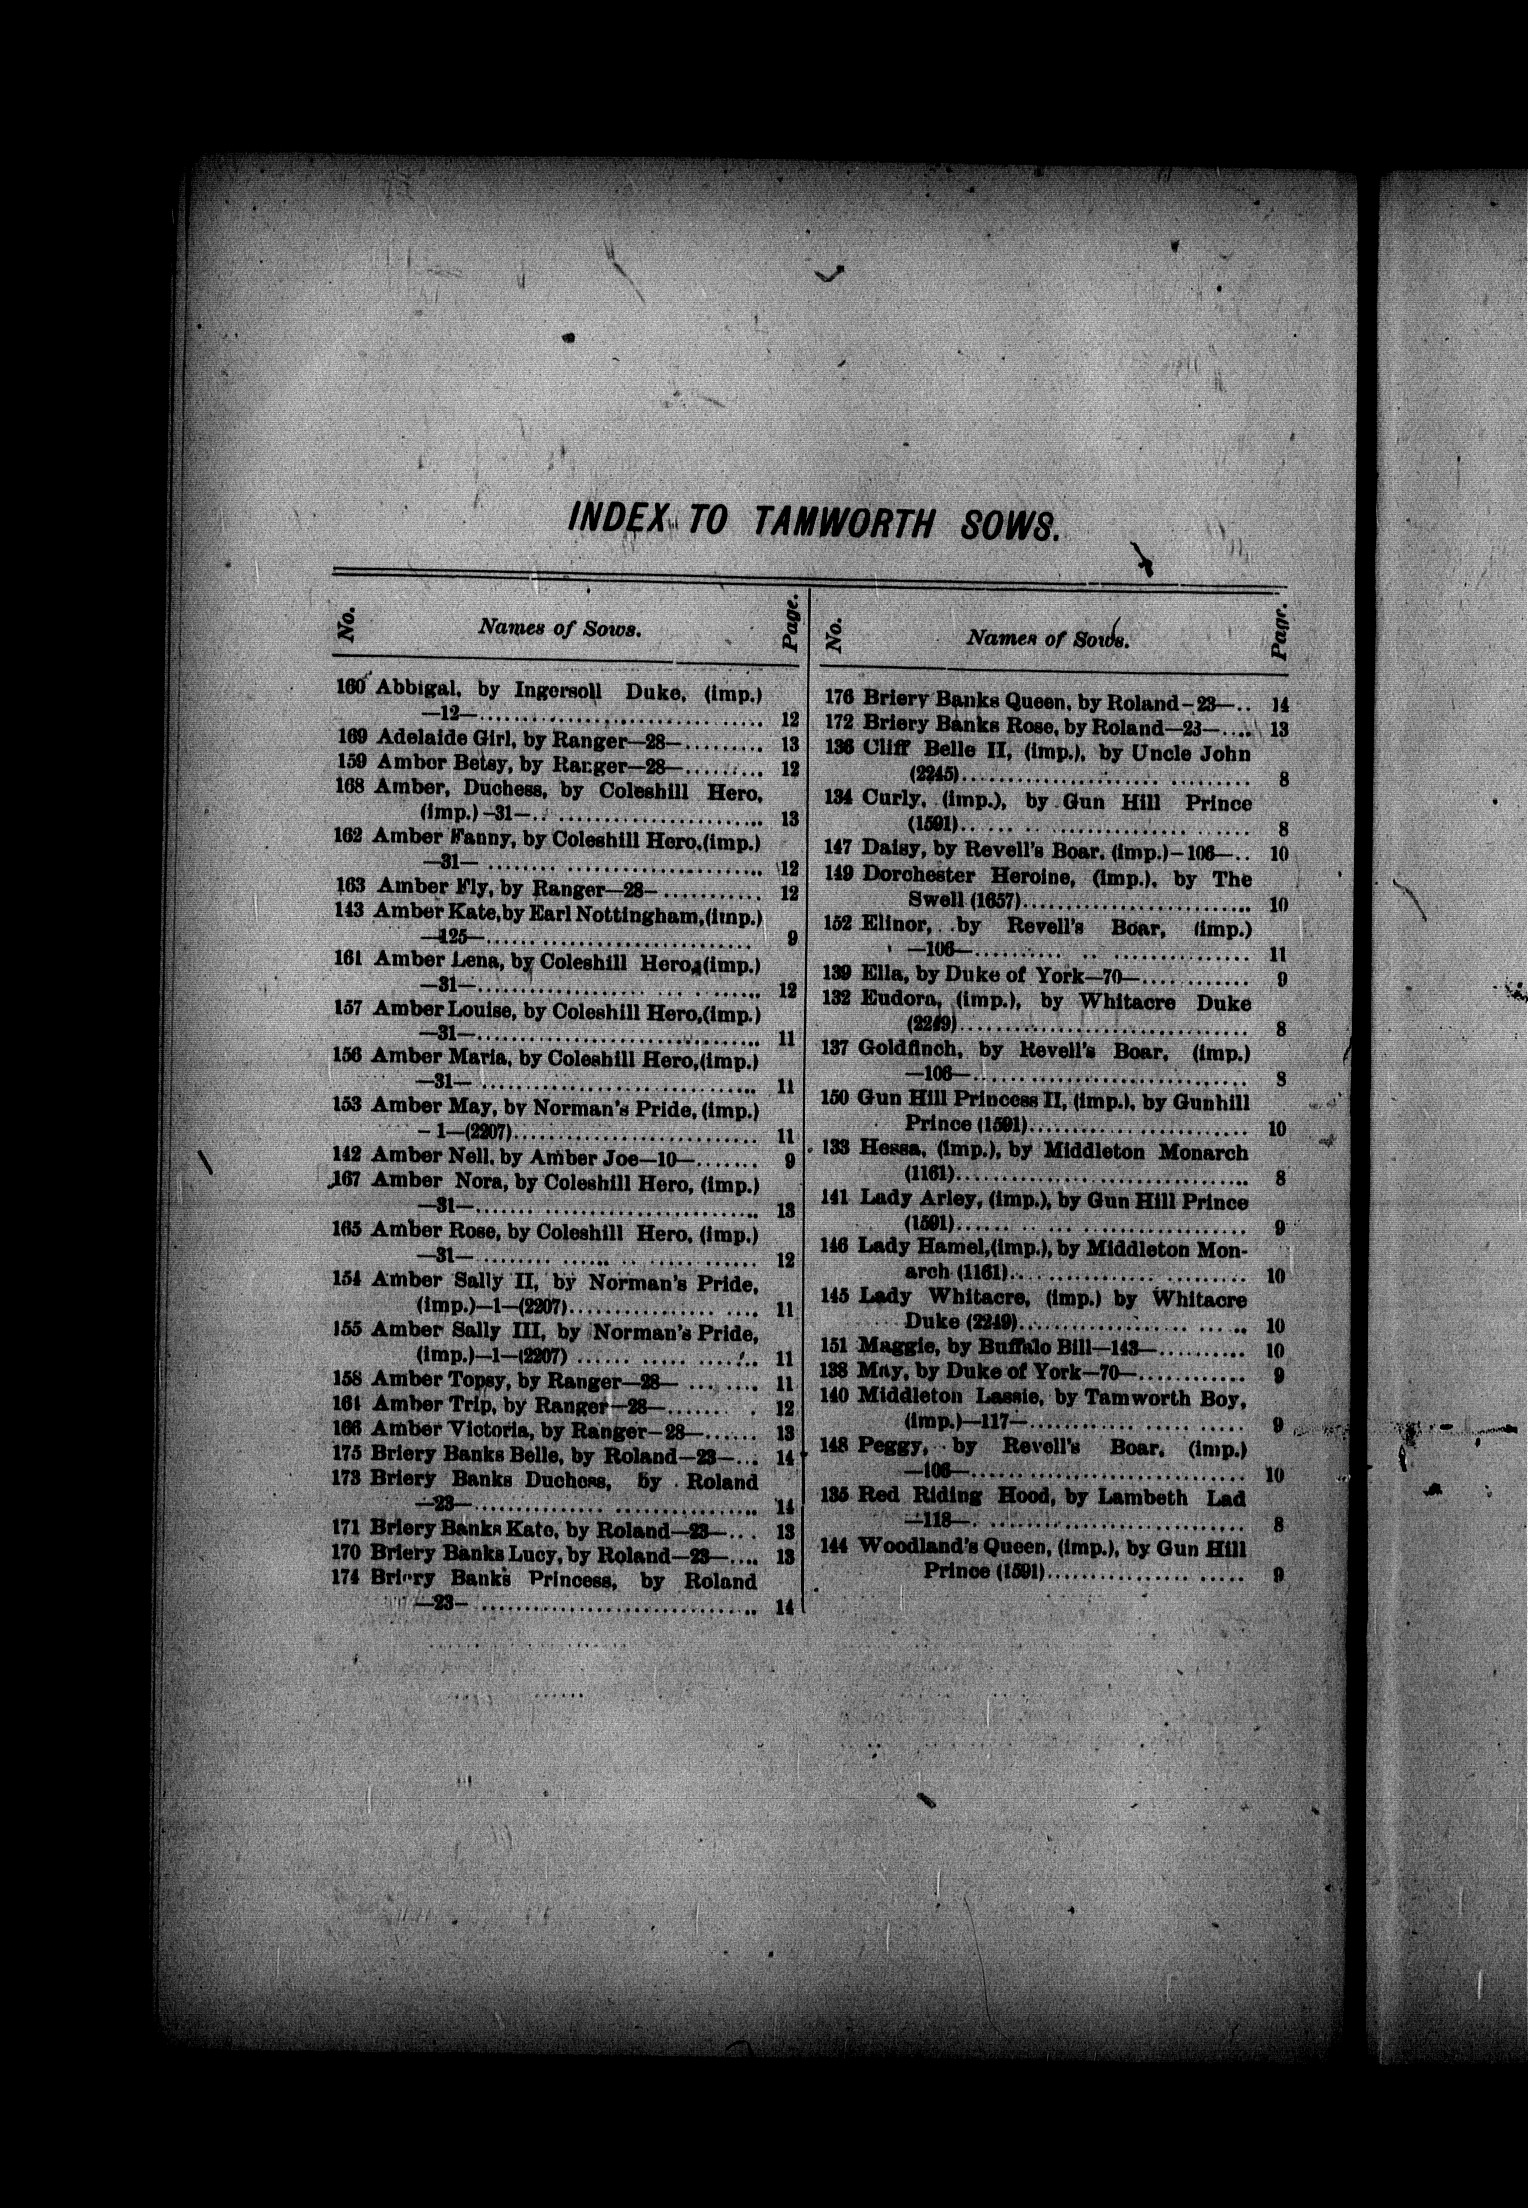 INDEX TO TAMWORTH SOWS.
No. Names of Sows. Page.
160 Abbigal, by Ingersoll Duke, (imp.)
—12—.............................. 12
169 Adelaide Girl, by Ranger—28—......... 13
159 Amber Betsy, by Ranger—28—......... 12
168 Amber, Duchess, by Coleshill Hero,
(imp.) –31—.......................... 13
162 Amber Fanny, by Coleshill Hero,(imp.)
—31— .............................. 12
163 Amber Fly, by Ranger—28– ........... 12
143 Amber Kate,by Earl Nottingham,(imp.)
—125—............................ 9
161 Amber Lena, by Coleshill Hero,(imp.)
—31—.............................. 12
157 Amber Louise, by Coleshill Hero,(imp.)
—31—.............................. 11
156 Amber Maria, by Coleshill Hero,(imp.)
—31— .............................. 11
153 Amber May, by Norman's Pride, (imp.)
– 1—(2207).......................... 11
142 Amber Nell, by Amber Joe—10—....... 9
167 Amber Nora, by Coleshill Hero, (imp.)
—31—.............................. 13
165 Amber Rose, by Coleshill Hero, (imp.)
—31— .............................. 12
154 Amber Sally II, by Norman's Pride,
(imp.)—1—(2207)..................... 11
155 Amber Sally III, by Norman's Pride,
(imp.)—1—(2207) .................... 11
158 Amber Topsy, by Ranger—28— ........ 11
164 Amber Trip, by Ranger—28—........ 12
166 Amber Victoria, by Ranger—28—...... 13
175 Briery Banks Belle, by Roland—23—... 14
173 Briery Banks Duchess, by Roland
—23—.............................. 14
171 Briery Banks Kate, by Roland—23—... 13
170 Briery Banks Lucy, by Roland—23—.... 13
174 Briery Banks Princess, by Roland
—23– .............................. 14
No. Names of Sows. Page.
176 Briery Banks Queen, by Roland–23—.. 14
172 Briery Banks Rose, by Roland—23—.... 13
136 Cliff Belle II, (imp.), by Uncle John
(2245).............................. 8
134 Curly, (imp.), by Gun Hill Prince
(1591).............................. 8
147 Daisy, by Revell's Boar, (imp.)–106—.. 10
149 Dorchester Heroine, (imp.), by The
Swell (1657)......................... 10
152 Elinor, by Revell's Boar, (imp.)
—106—............................ 11
139 Ella, by Duke of York—70—............ 9
132 Eudora, (imp.), by Whitacre Duke
(2249).............................. 8
137 Goldfinch, by Revell's Boar, (imp.)
—106—............................ 8
150 Gun Hill Princess II, (imp.), by Gunhill
Prince (1591)........................ 10
133 Hessa, (imp.), by Middleton Monarch
(1161).............................. 8
141 Lady Arley, (imp.), by Gun Hill Prince
(1591).............................. 9
146 Lady Hamel,(imp.), by Middleton Mon-
arch (1161).......................... 10
145 Lady Whitacre, (imp.) by Whitacre
Duke (2249)......................... 10
151 Maggie, by Buffalo Bill—143—.......... 10
138 May, by Duke of York—70—............ 9
140 Middleton Lassie, by Tamworth Boy,
(imp.)—117—........................ 9
148 Peggy, by Revell's Boar, (imp.)
—106—............................ 10
135 Red Riding Hood, by Lambeth Lad
—118—............................ 8
144 Woodland's Queen, (imp.), by Gun Hill
Prince (1591)....................... 9